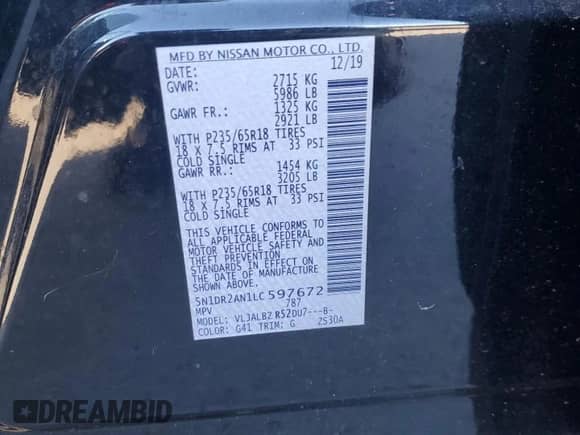 MFD BY NISSAN MOTOR CO., LTD.
DATE: 12/19
GVWR: 2715 KG
5986 LB
GAWR FR.: 1325 KG
2921 LB
WITH P235/65R18 TIRES
18 X 7.5 RIMS AT 33 PSI
COLD SINGLE
GAWR RR.: 1454 KG
3205 LB
WITH P235/65R18 TIRES
18 X 7.5 RIMS AT 33 PSI
COLD SINGLE
THIS VEHICLE CONFORMS TO
ALL APPLICABLE FEDERAL
MOTOR VEHICLE SAFETY AND
THEFT PREVENTION
STANDARDS IN EFFECT ON
THE DATE OF MANUFACTURE
SHOWN ABOVE.
5N1DR2AN1LC597672
MPV 787
MODEL: VLJALBZ R52DU7---B-
COLOR: G41 TRIM: G ZS30A
DREAMBID